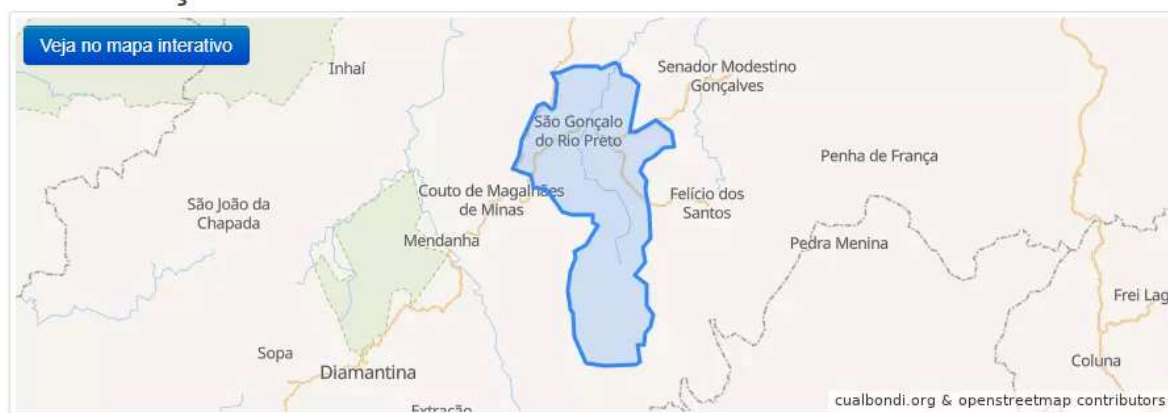 Veja no mapa interativo
Inhaí
Senador Modestino
Gonçalves
São Gonçalo
do Rio Preto
Penha de França
Couto de Magalhães
de Minas
Felício dos
Santos
São João da
Chapada
Mendanha
Pedra Menina
Frei Lag
Sopa
Coluna
Diamantina
Extração
cualbondi.org & openstreetmap contributors